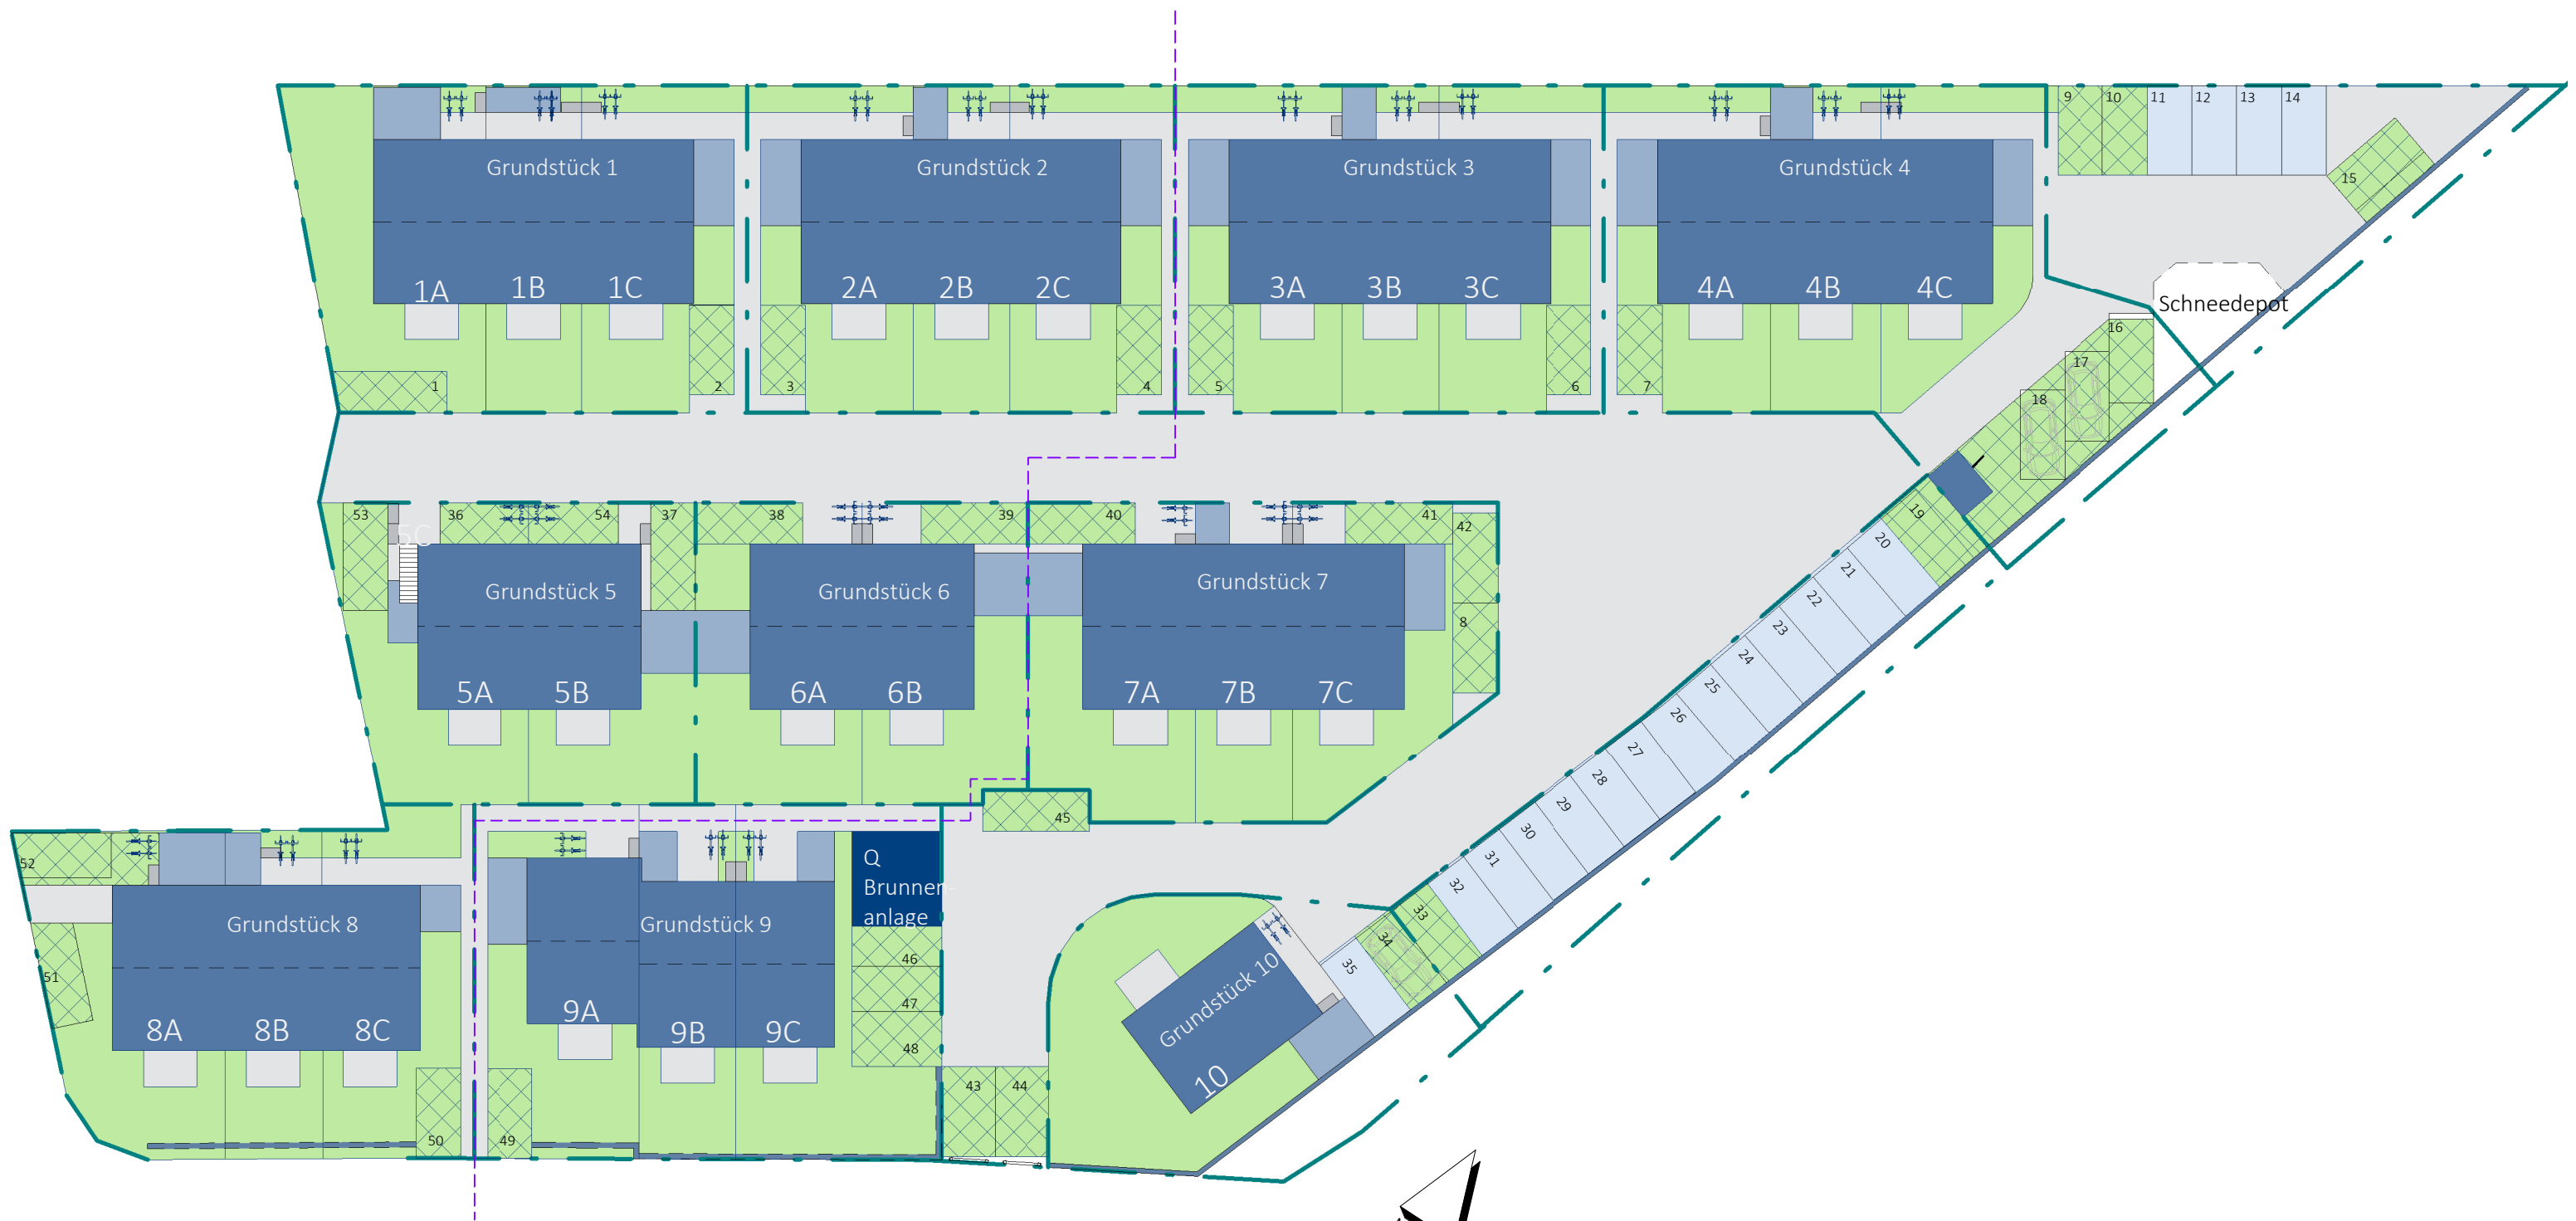 9 10 11 12 13 14
Grundstück 1 Grundstück 2 Grundstück 3 Grundstück 4
15
1A 1B 1C 2A 2B 2C 3A 3B 3C 4A 4B 4C
Schneedepot
16
17
18
1 2 3 4 5 6 7
53 36 54 37 38 39 40 41 42
5C
19
20
21
22
23
24
25
26
27
28
29
30
31
32
33
34
35
Grundstück 5 Grundstück 6 Grundstück 7
8
5A 5B 6A 6B 7A 7B 7C
45
52
Q
Brunnen-
anlage
Grundstück 8 Grundstück 9
51
46
47
48
8A 8B 8C 9A 9B 9C
Grundstück 10
10
43 44
50 49